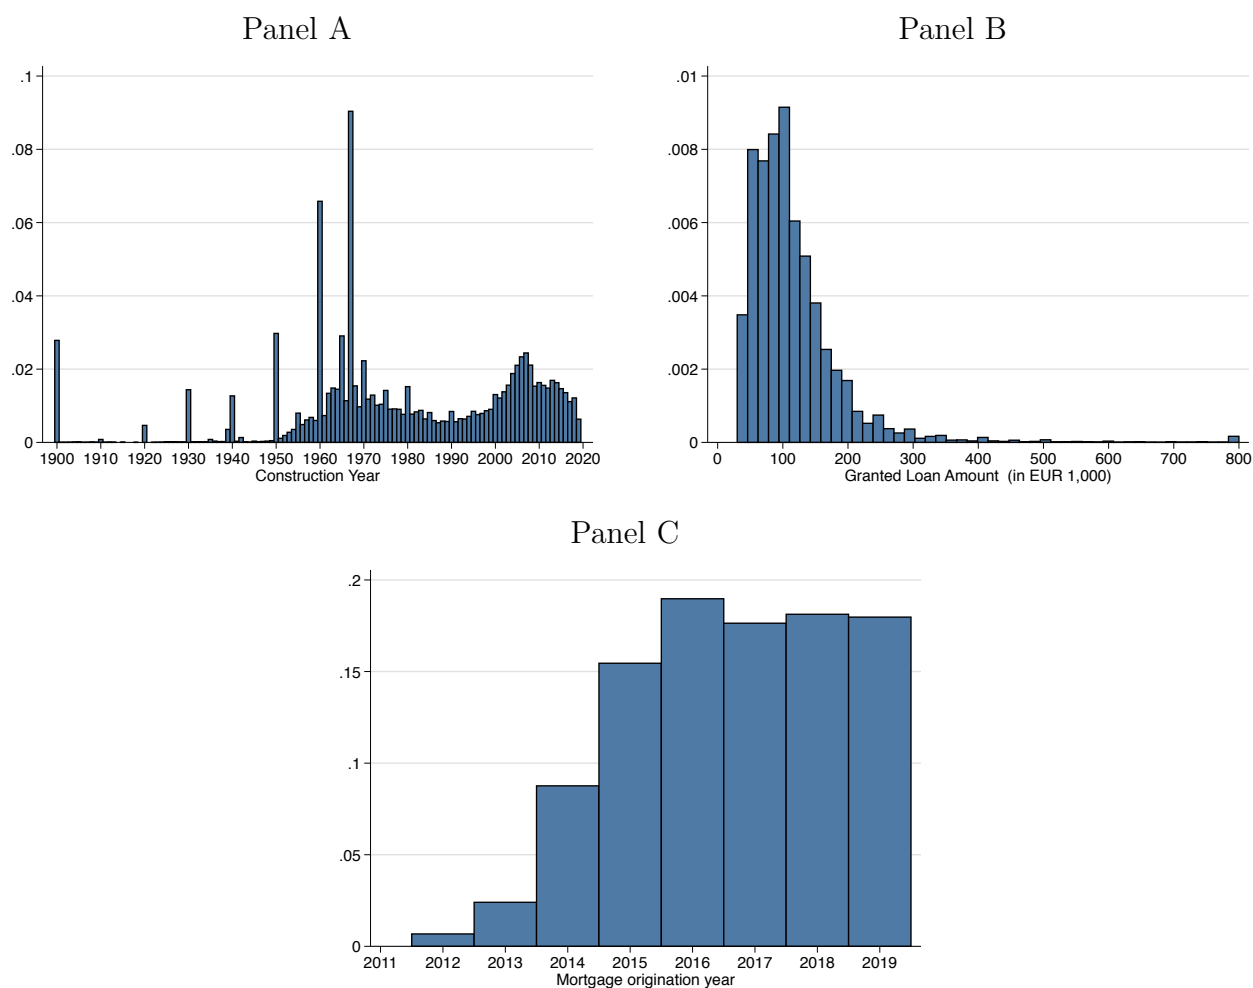 Panel A
.1
.08
.06
.04
.02
0
1900 1910 1920 1930 1940 1950 1960 1970 1980 1990 2000 2010 2020
Construction Year
Panel B
.01
.008
.006
.004
.002
0
0 100 200 300 400 500 600 700 800
Granted Loan Amount (in EUR 1,000)
Panel C
.2
.15
.1
.05
0
2011 2012 2013 2014 2015 2016 2017 2018 2019
Mortgage origination year